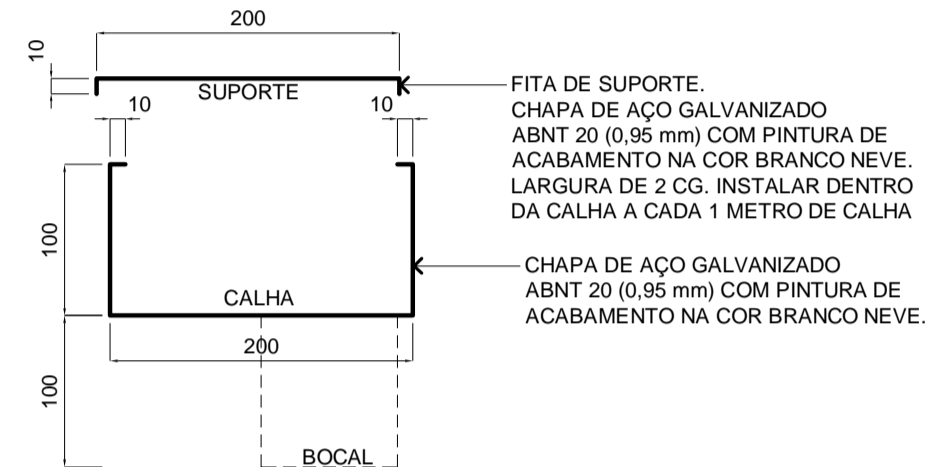 200
10
SUPORTE
10
10
FITA DE SUPORTE.
CHAPA DE AÇO GALVANIZADO
ABNT 20 (0,95 mm) COM PINTURA DE
ACABAMENTO NA COR BRANCO NEVE.
LARGURA DE 2 CG. INSTALAR DENTRO
DA CALHA A CADA 1 METRO DE CALHA
100
CALHA
CHAPA DE AÇO GALVANIZADO
ABNT 20 (0,95 mm) COM PINTURA DE
ACABAMENTO NA COR BRANCO NEVE.
200
100
BOCAL